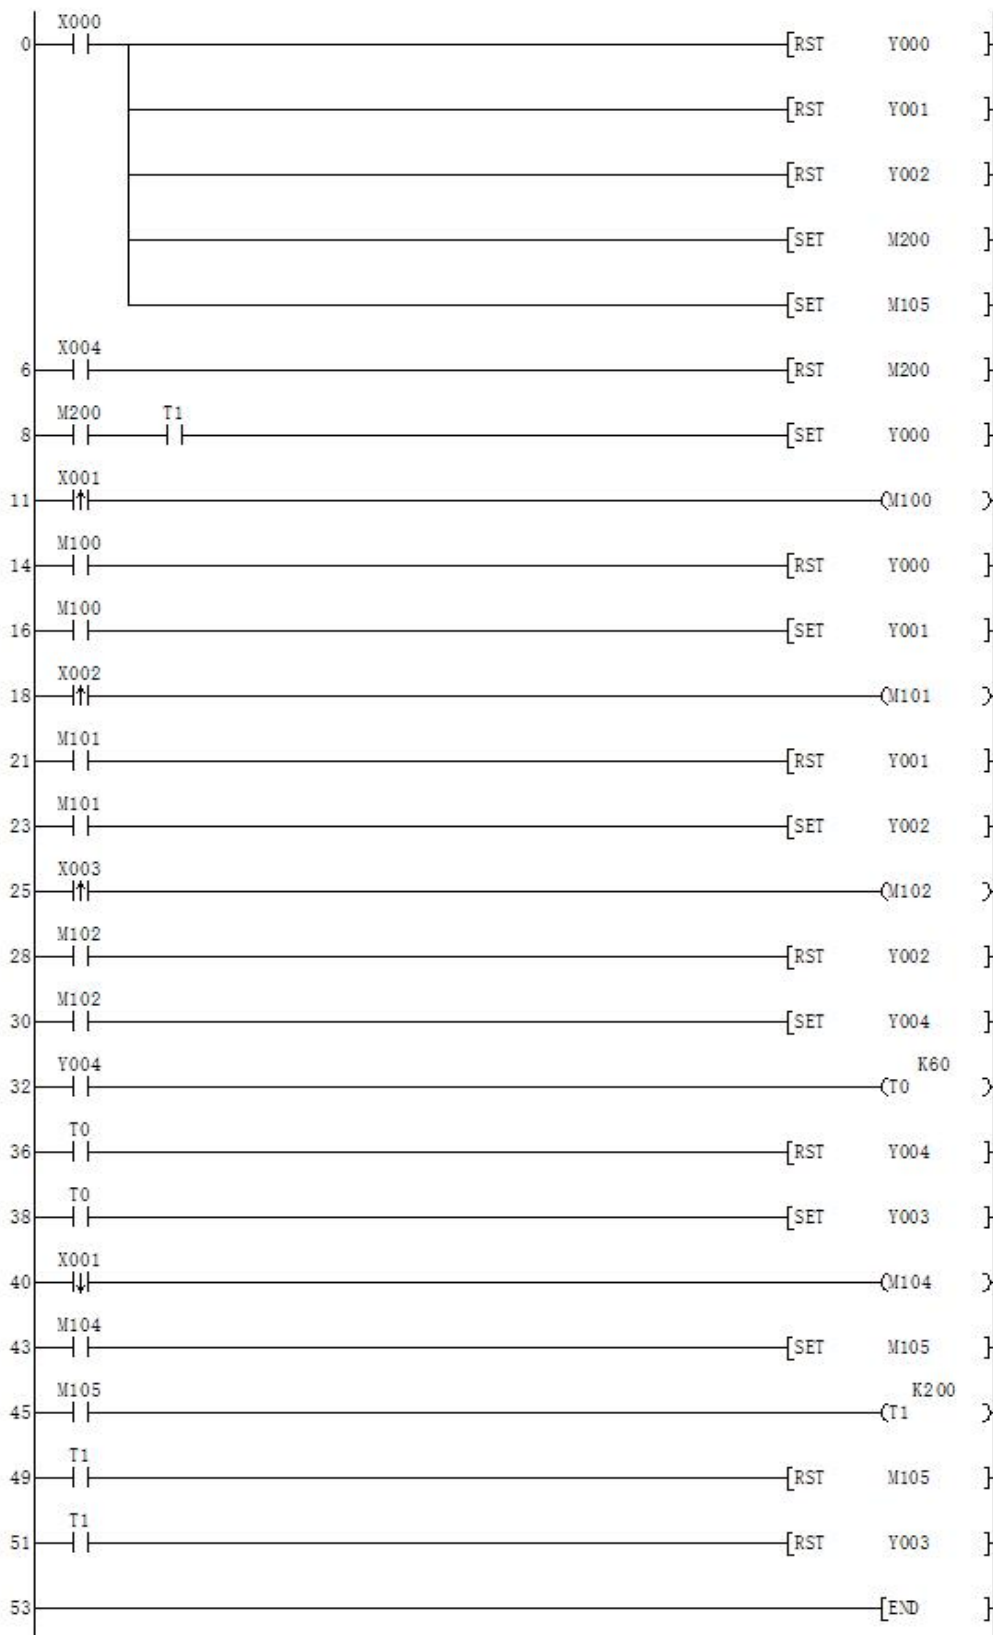 X000
0 RST Y000
RST Y001
RST Y002
SET M200
SET M105
X004
6 RST M200
M200 T1
8 SET Y000
X001
11 M100
M100
14 RST Y000
M100
16 SET Y001
X002
18 M101
M101
21 RST Y001
M101
23 SET Y002
X003
25 M102
M102
28 RST Y002
M102
30 SET Y004
Y004 K60
32 T0
T0
36 RST Y004
T0
38 SET Y003
X001
40 M104
M104
43 SET M105
M105 K200
45 T1
T1
49 RST M105
T1
51 RST Y003
53 END